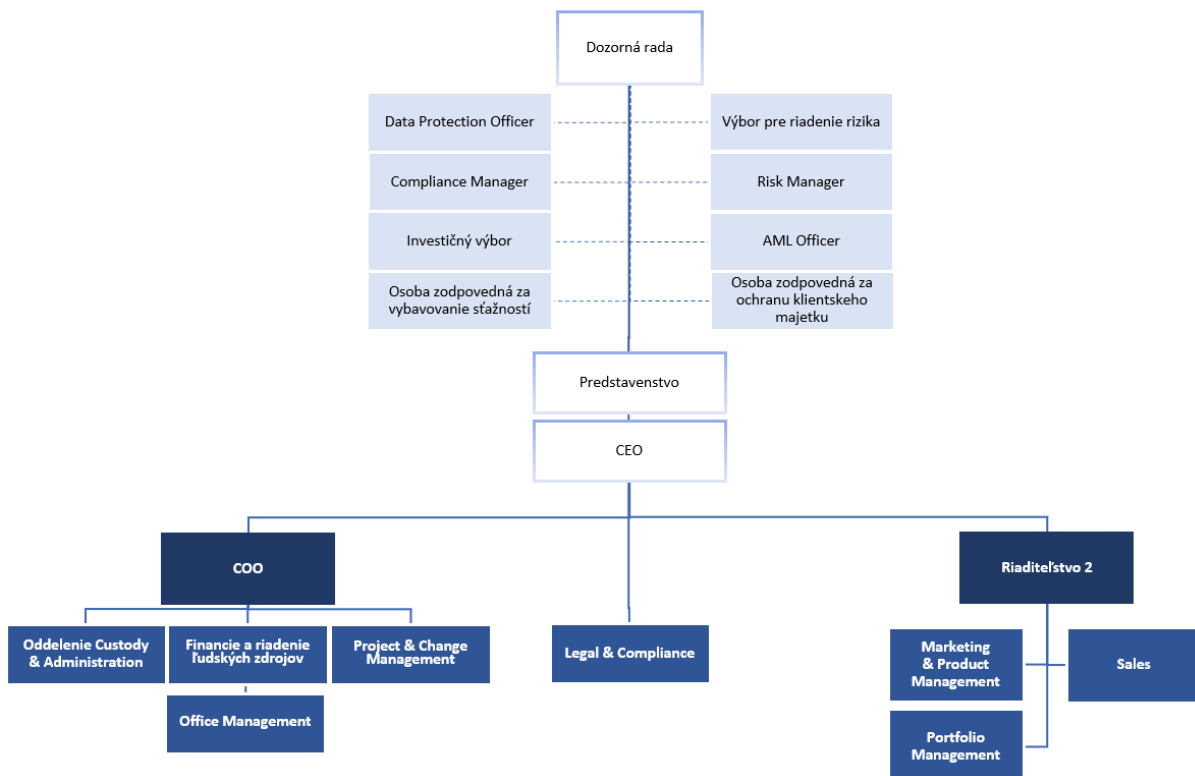 Dozorná rada
Data Protection Officer
Výbor pre riadenie rizika
Compliance Manager
Risk Manager
Investičný výbor
AML Officer
Osoba zodpovedná za
vybavovanie sťažností
Osoba zodpovedná za
ochranu klientskeho
majetku
Predstavenstvo
CEO
COO
Riaditeľstvo 2
Oddelenie Custody
& Administration
Financie a riadenie
ľudských zdrojov
Project & Change
Management
Legal & Compliance
Marketing
& Product
Management
Sales
Office Management
Portfolio
Management